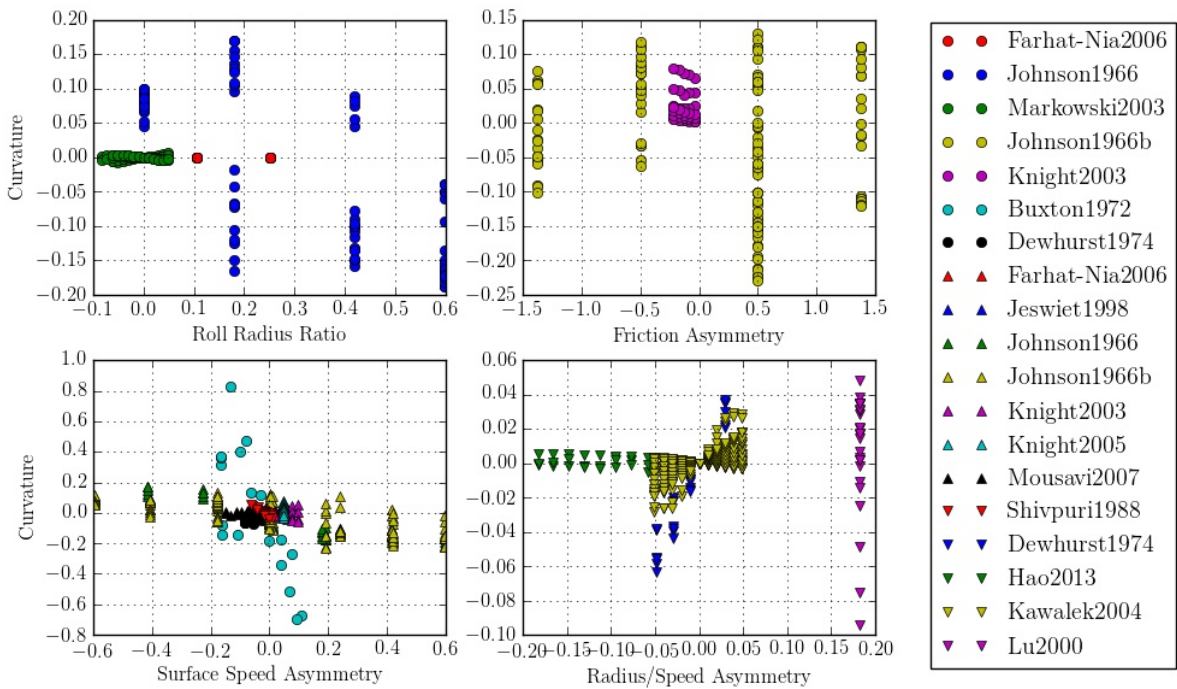 0.20
0.15
0.10
0.05
0.00
−0.05
−0.10
−0.15
−0.20
Curvature
−0.1 0.0 0.1 0.2 0.3 0.4 0.5 0.6
Roll Radius Ratio
0.15
0.10
0.05
0.00
−0.05
−0.10
−0.15
−0.20
0.25
−1.5 −1.0 −0.5 0.0 0.5 1.0 1.5
Friction Asymmetry
1.0
0.8
0.6
0.4
0.2
0.0
−0.2
−0.4
−0.6
−0.8
Curvature
−0.6 −0.4 −0.2 0.0 0.2 0.4 0.6
Surface Speed Asymmetry
0.06
0.04
0.02
0.00
−0.02
−0.04
−0.06
−0.08
−0.10
−0.20 −0.15 −0.10 −0.05 0.00 0.05 0.10 0.15 0.20
Radius/Speed Asymmetry
Farhat-Nia2006
Johnson1966
Markowski2003
Johnson1966b
Knight2003
Buxton1972
Dewhurst1974
Farhat-Nia2006
Jeswiet1998
Johnson1966
Johnson1966b
Knight2003
Knight2005
Mousavi2007
Shivpuri1988
Dewhurst1974
Hao2013
Kawalek2004
Lu2000